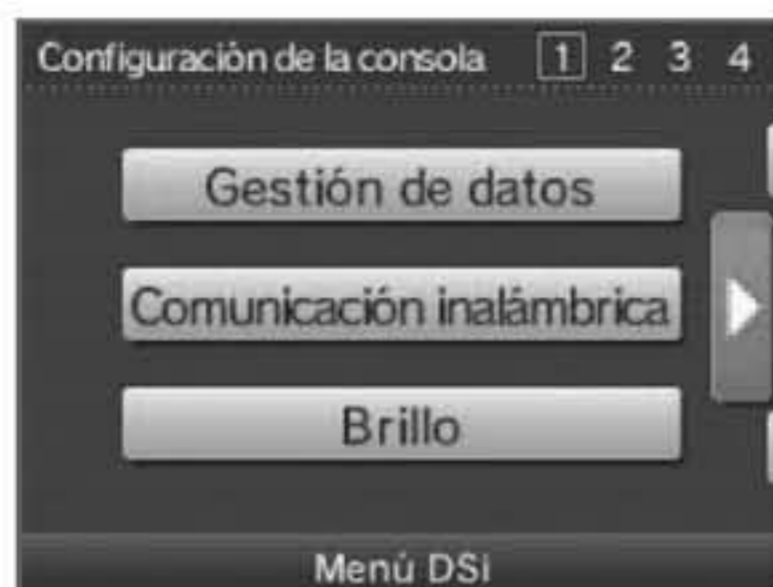 Configuración de la consola 1 2 3 4
Gestión de datos
Comunicación inalámbrica
Brillo
Menú DSi